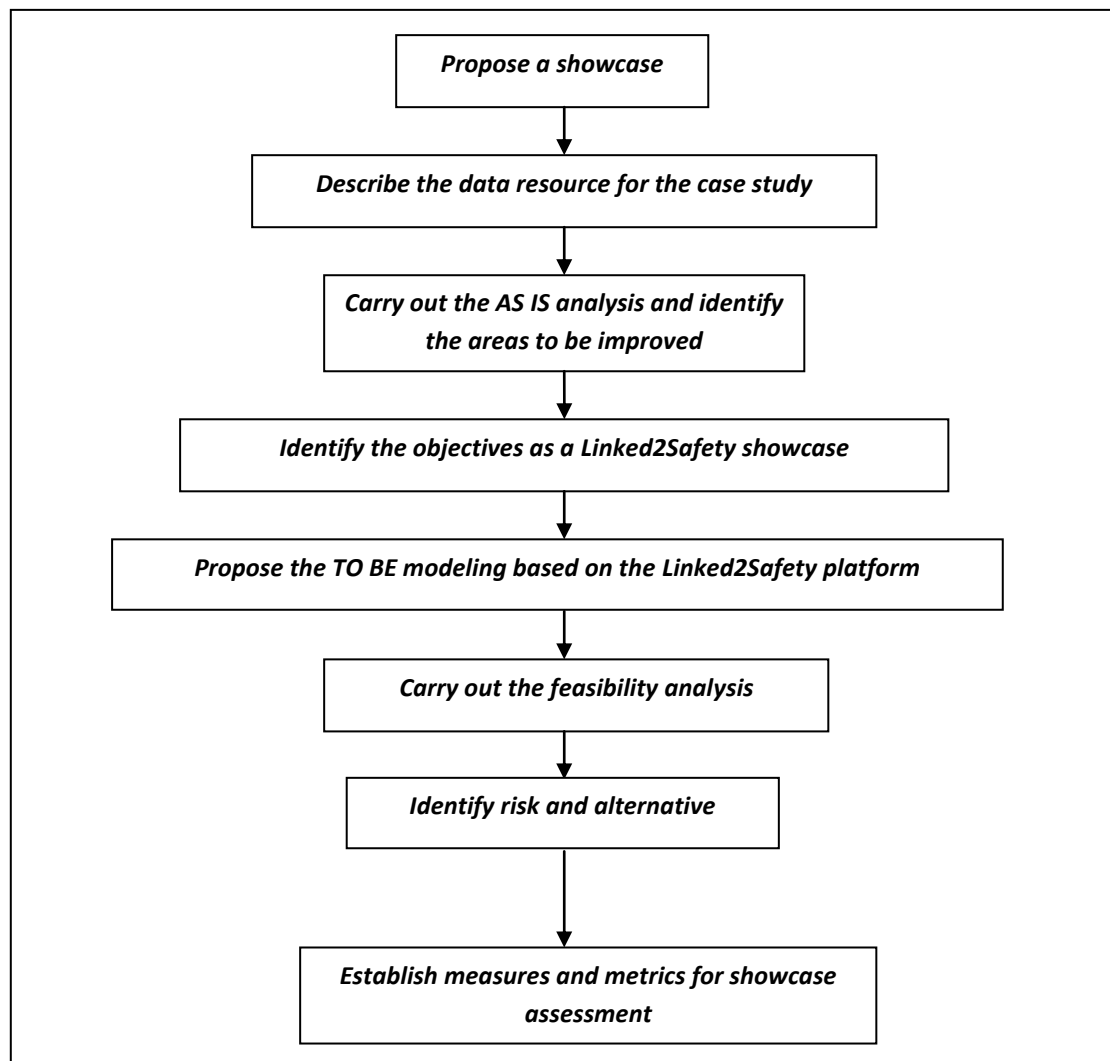 Propose a showcase
Describe the data resource for the case study
Carry out the AS IS analysis and identify
the areas to be improved
Identify the objectives as a Linked2Safety showcase
Propose the TO BE modeling based on the Linked2Safety platform
Carry out the feasibility analysis
Identify risk and alternative
Establish measures and metrics for showcase
assessment